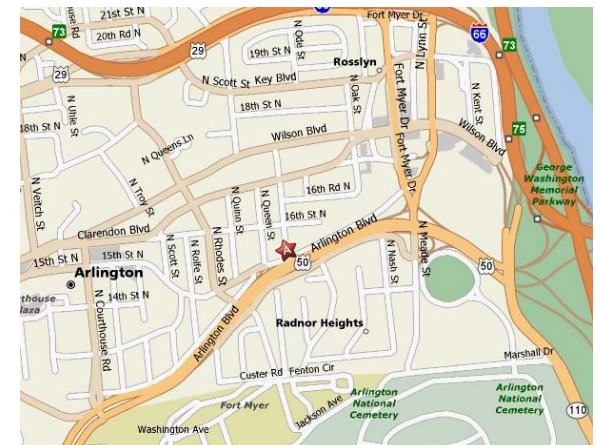 21st St N
Fort Myer Dr
73
20th Rd N
29
19th St N
N Ode St
N Lynn St
66
73
Rosslyn
29
N Scott St
Key Blvd
18th St N
N Oak St
Fort Myer Dr
N Kent St
N Uhle St
18th St N
N Queens Ln
Wilson Blvd
Fort Myer Dr
Wilson Blvd
75
George
Washington
Memorial
Parkway
N Veitch St
N Troy St
16th Rd N
N Quinn St
N Queen St
16th St N
Clarendon Blvd
N Rhodes St
A
Arlington Blvd
N Meade St
15th St N
15th St N
N Scott St
N Rolfe St
50
N Nash St
50
Arlington
14th St N
N Courthouse Rd
Arlington Blvd
Radnor Heights
Marshall Dr
Custer Rd
Fenton Cir
Arlington
National
Cemetery
Arlington
National
Cemetery
Fort Myer
Jackson Ave
110
Washington Ave